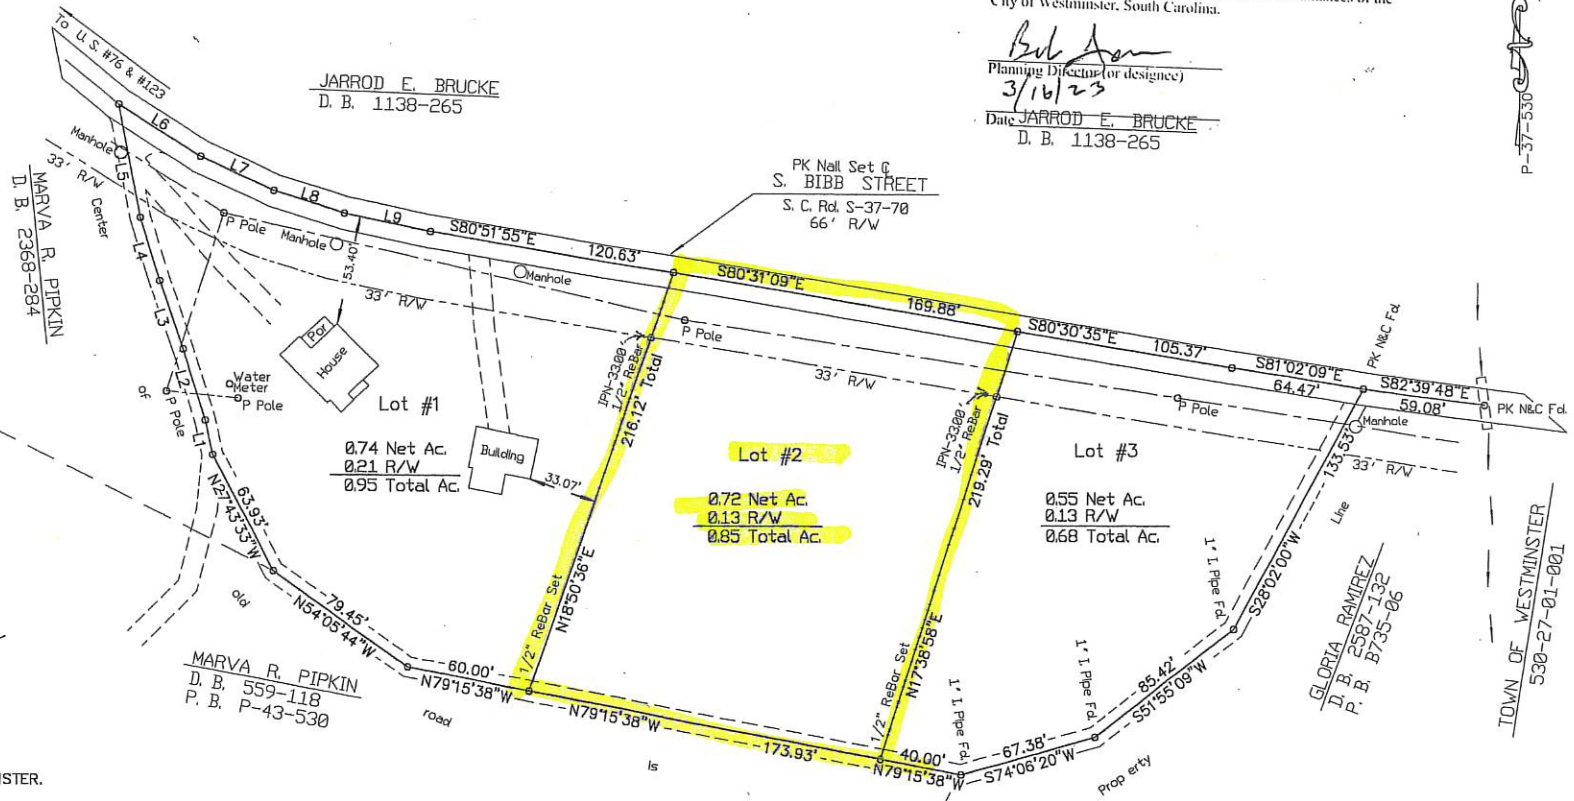 City of Westminster, South Carolina.
Planning Director (or designee)
3/16/23
Date
JARROD E. BRUCKE
D. B. 1138-265
P-37-530
To U. S. #76 & #123
JARROD E. BRUCKE
D. B. 1138-265
PK Nail Set ℄
S. BIBB STREET
S. C. Rd. S-37-70
66' R/W
L6
L7
L8
L9
S80°51'55"E
120.63'
S80°31'09"E
169.88'
S80°30'35"E
105.37'
S81°02'09"E
64.47'
PK N&C Fd.
S82°39'48"E
59.08'
PK N&C Fd.
Manhole
33' R/W
Center
L5
L4
L3
L2
L1
MARVA R. PIPKIN
D. B. 2368-284
P Pole
Manhole
53.40'
33' R/W
Manhole
P Pole
33' R/W
P Pole
Manhole
33' R/W
Por
House
Water
Meter
P Pole
P Pole
of
Lot #1
0.74 Net Ac.
0.21 R/W
0.95 Total Ac.
Building
33.07'
IPN-33.00'
1/2" ReBar
216.12' Total
N18°50'36"E
1/2" ReBar Set
Lot #2
0.72 Net Ac.
0.13 R/W
0.85 Total Ac.
IPN-33.00'
1/2" ReBar
219.29' Total
N17°38'58"E
1/2" ReBar Set
Lot #3
0.55 Net Ac.
0.13 R/W
0.68 Total Ac.
133.53'
S28°02'00"W
Line
1" I. Pipe Fd.
GLORIA RAMIREZ
D. B. 2587-132
P. B. B735-06
TOWN OF WESTMINSTER
530-27-01-001
63.93'
N27°43'33"W
79.45'
N54°05'44"W
old
60.00'
N79°15'38"W
road
N79°15'38"W
173.93'
Is
40.00'
N79°15'38"W
1" I. Pipe Fd.
67.38'
S74°06'20"W
1" I. Pipe Fd.
85.42'
S51°55'09"W
Prop erty
MARVA R. PIPKIN
D. B. 559-118
P. B. P-43-530
STER.